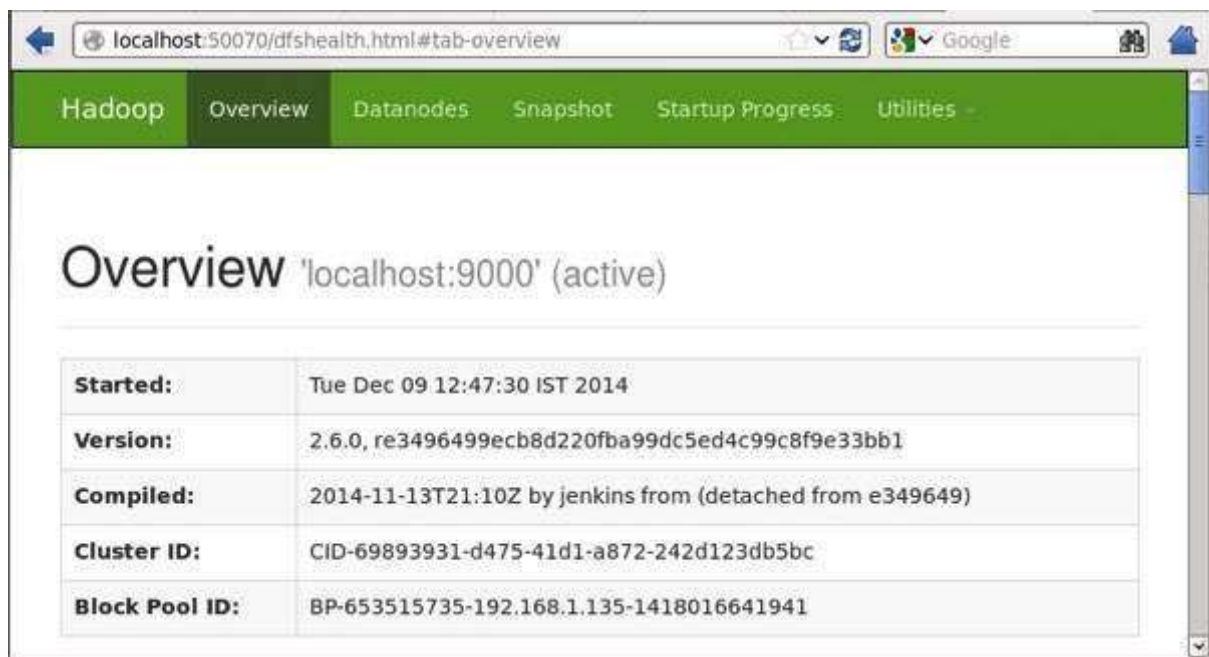 localhost:50070/dfshealth.html#tab-overview Google
Hadoop Overview Datanodes Snapshot Startup Progress Utilities
Overview 'localhost:9000' (active)
Started: Tue Dec 09 12:47:30 IST 2014
Version: 2.6.0, re3496499ecb8d220fba99dc5ed4c99c8f9e33bb1
Compiled: 2014-11-13T21:10Z by jenkins from (detached from e349649)
Cluster ID: CID-69893931-d475-41d1-a872-242d123db5bc
Block Pool ID: BP-653515735-192.168.1.135-1418016641941